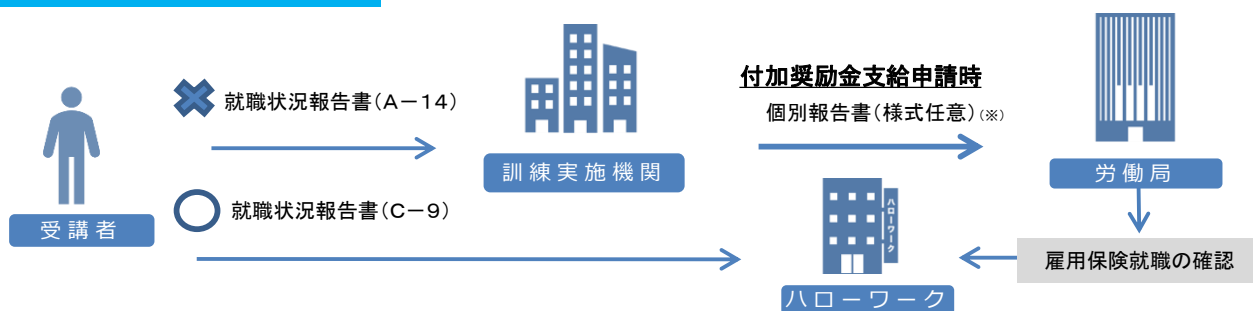 付加奨励金支給申請時
就職状況報告書(A－14)
個別報告書(様式任意)(※)
訓練実施機関
労働局
就職状況報告書(C－9)
ハローワーク
受講者
雇用保険就職の確認
ハローワーク